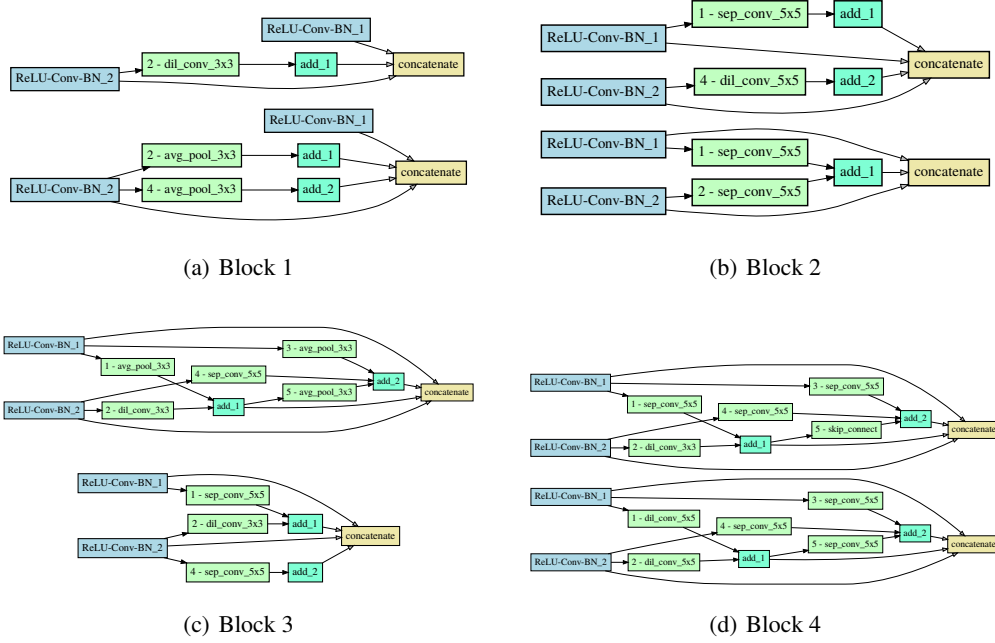 ReLU-Conv-BN_1
2 - dil_conv_3x3
add_1
concatenate
ReLU-Conv-BN_2
ReLU-Conv-BN_1
2 - avg_pool_3x3
add_1
concatenate
ReLU-Conv-BN_2
4 - avg_pool_3x3
add_2
(a) Block 1
1 - sep_conv_5x5
add_1
ReLU-Conv-BN_1
concatenate
4 - dil_conv_5x5
add_2
ReLU-Conv-BN_2
ReLU-Conv-BN_1
1 - sep_conv_5x5
add_1
concatenate
2 - sep_conv_5x5
ReLU-Conv-BN_2
(b) Block 2
ReLU-Conv-BN_1
3 - avg_pool_3x3
1 - avg_pool_3x3
4 - sep_conv_5x5
add_2
5 - avg_pool_3x3
concatenate
ReLU-Conv-BN_2
2 - dil_conv_3x3
add_1
ReLU-Conv-BN_1
1 - sep_conv_5x5
2 - dil_conv_3x3
add_1
concatenate
ReLU-Conv-BN_2
4 - sep_conv_5x5
add_2
(c) Block 3
ReLU-Conv-BN_1
3 - sep_conv_5x5
1 - sep_conv_5x5
4 - sep_conv_5x5
add_2
5 - skip_connect
concatenate
ReLU-Conv-BN_2
2 - dil_conv_3x3
add_1
ReLU-Conv-BN_1
3 - sep_conv_5x5
1 - dil_conv_5x5
4 - sep_conv_5x5
add_2
5 - sep_conv_5x5
concatenate
ReLU-Conv-BN_2
2 - dil_conv_5x5
add_1
(d) Block 4